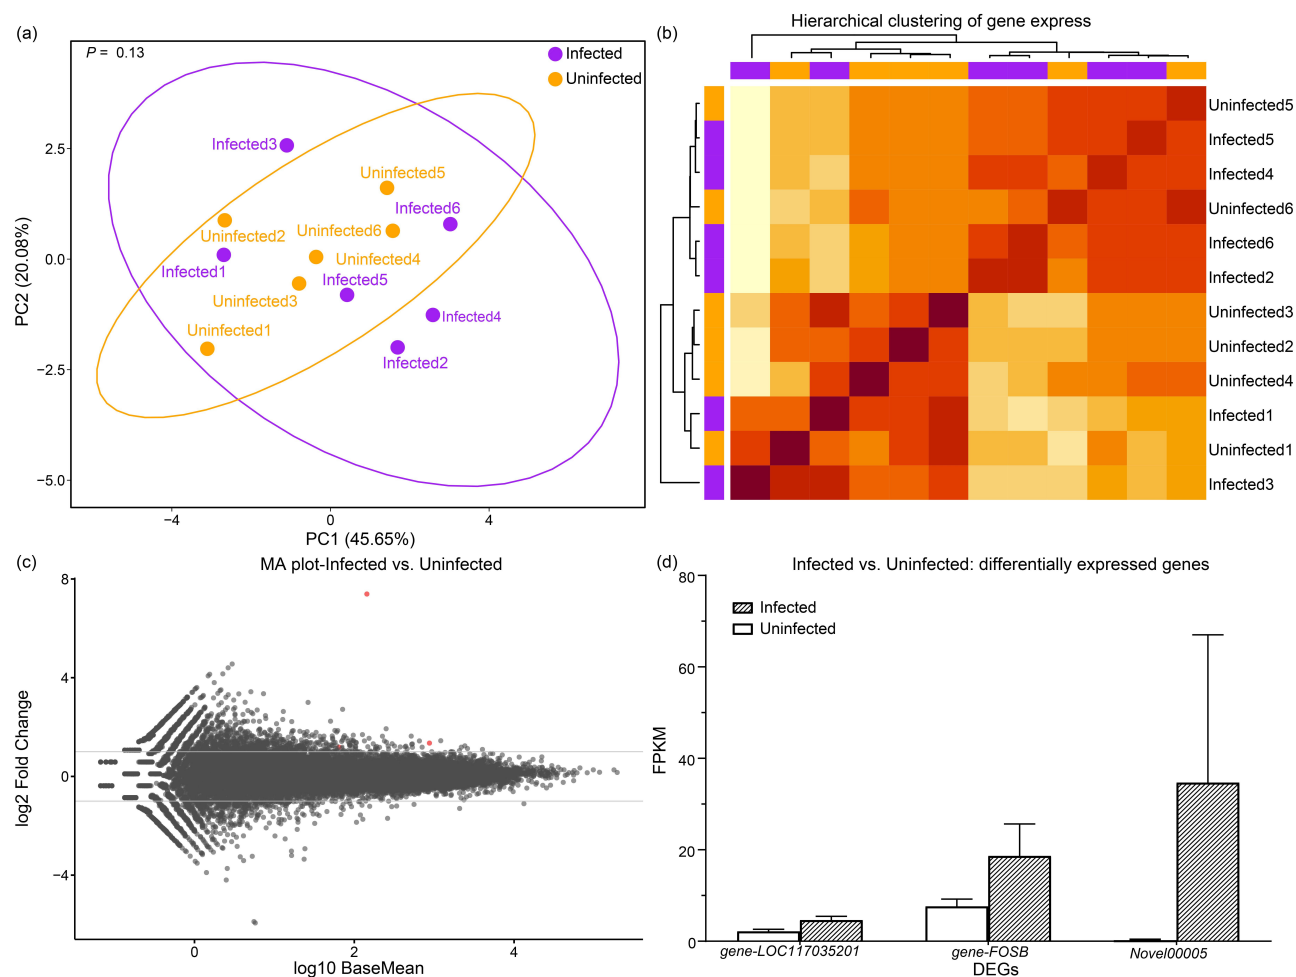 (a)
P = 0.13
Infected
Uninfected
Infected3
Uninfected5
Infected6
Uninfected2
Uninfected6
Infected1
Uninfected4
Infected5
Uninfected3
Infected4
Uninfected1
Infected2
2.5
0.0
−2.5
−5.0
−4
0
4
PC2 (20.08%)
PC1 (45.65%)
(b)
Hierarchical clustering of gene express
Uninfected5
Infected5
Infected4
Uninfected6
Infected6
Infected2
Uninfected3
Uninfected2
Uninfected4
Infected1
Uninfected1
Infected3
(c)
MA plot-Infected vs. Uninfected
8
4
0
−4
0
2
4
log2 Fold Change
log10 BaseMean
(d)
Infected vs. Uninfected: differentially expressed genes
Infected
Uninfected
80
60
40
20
0
FPKM
gene-LOC117035201
gene-FOSB
Novel00005
DEGs